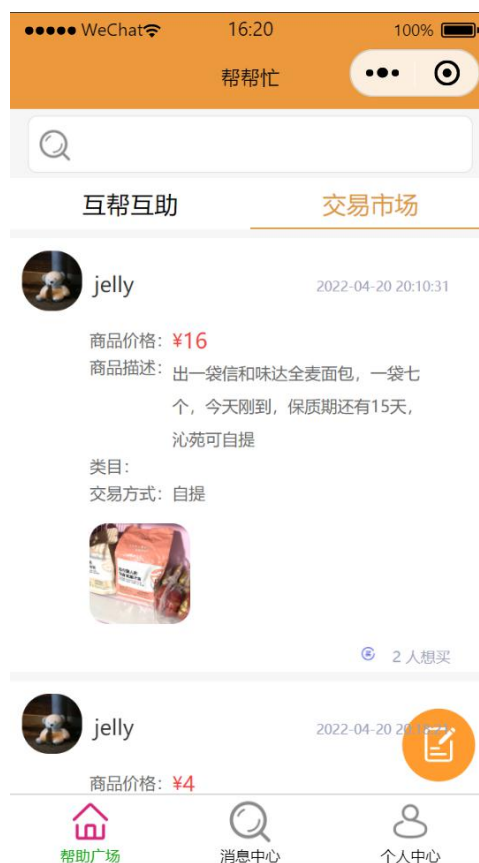 WeChat
16:20
100%
帮帮忙
互帮互助
交易市场
jelly
2022-04-20 20:10:31
商品价格：¥16
商品描述：出一袋信和味达全麦面包，一袋七
个，今天刚到，保质期还有15天，
沁苑可自提
类目：
交易方式：自提
2 人想买
jelly
2022-04-20
商品价格：¥4
帮助广场
消息中心
个人中心